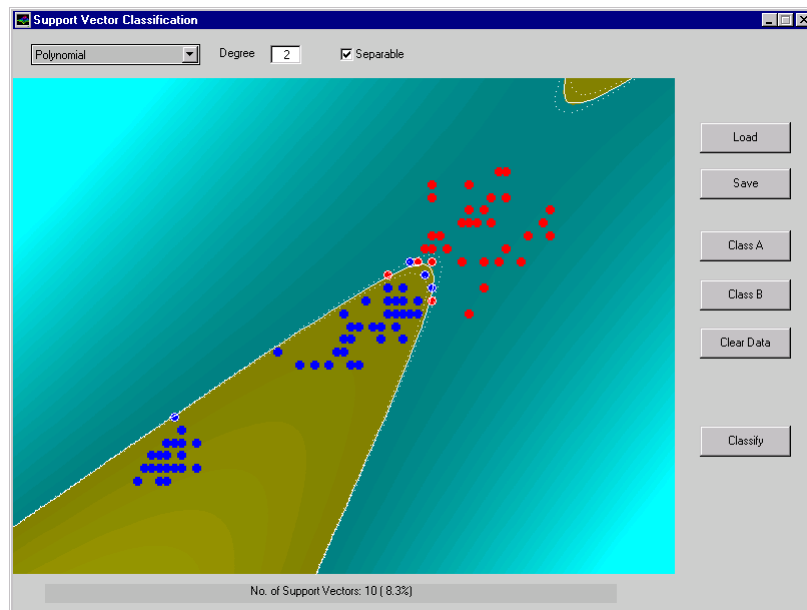 Support Vector Classification
Polynomial
Degree
2
Separable
Load
Save
Class A
Class B
Clear Data
Classify
No. of Support Vectors: 10 ( 8.3%)